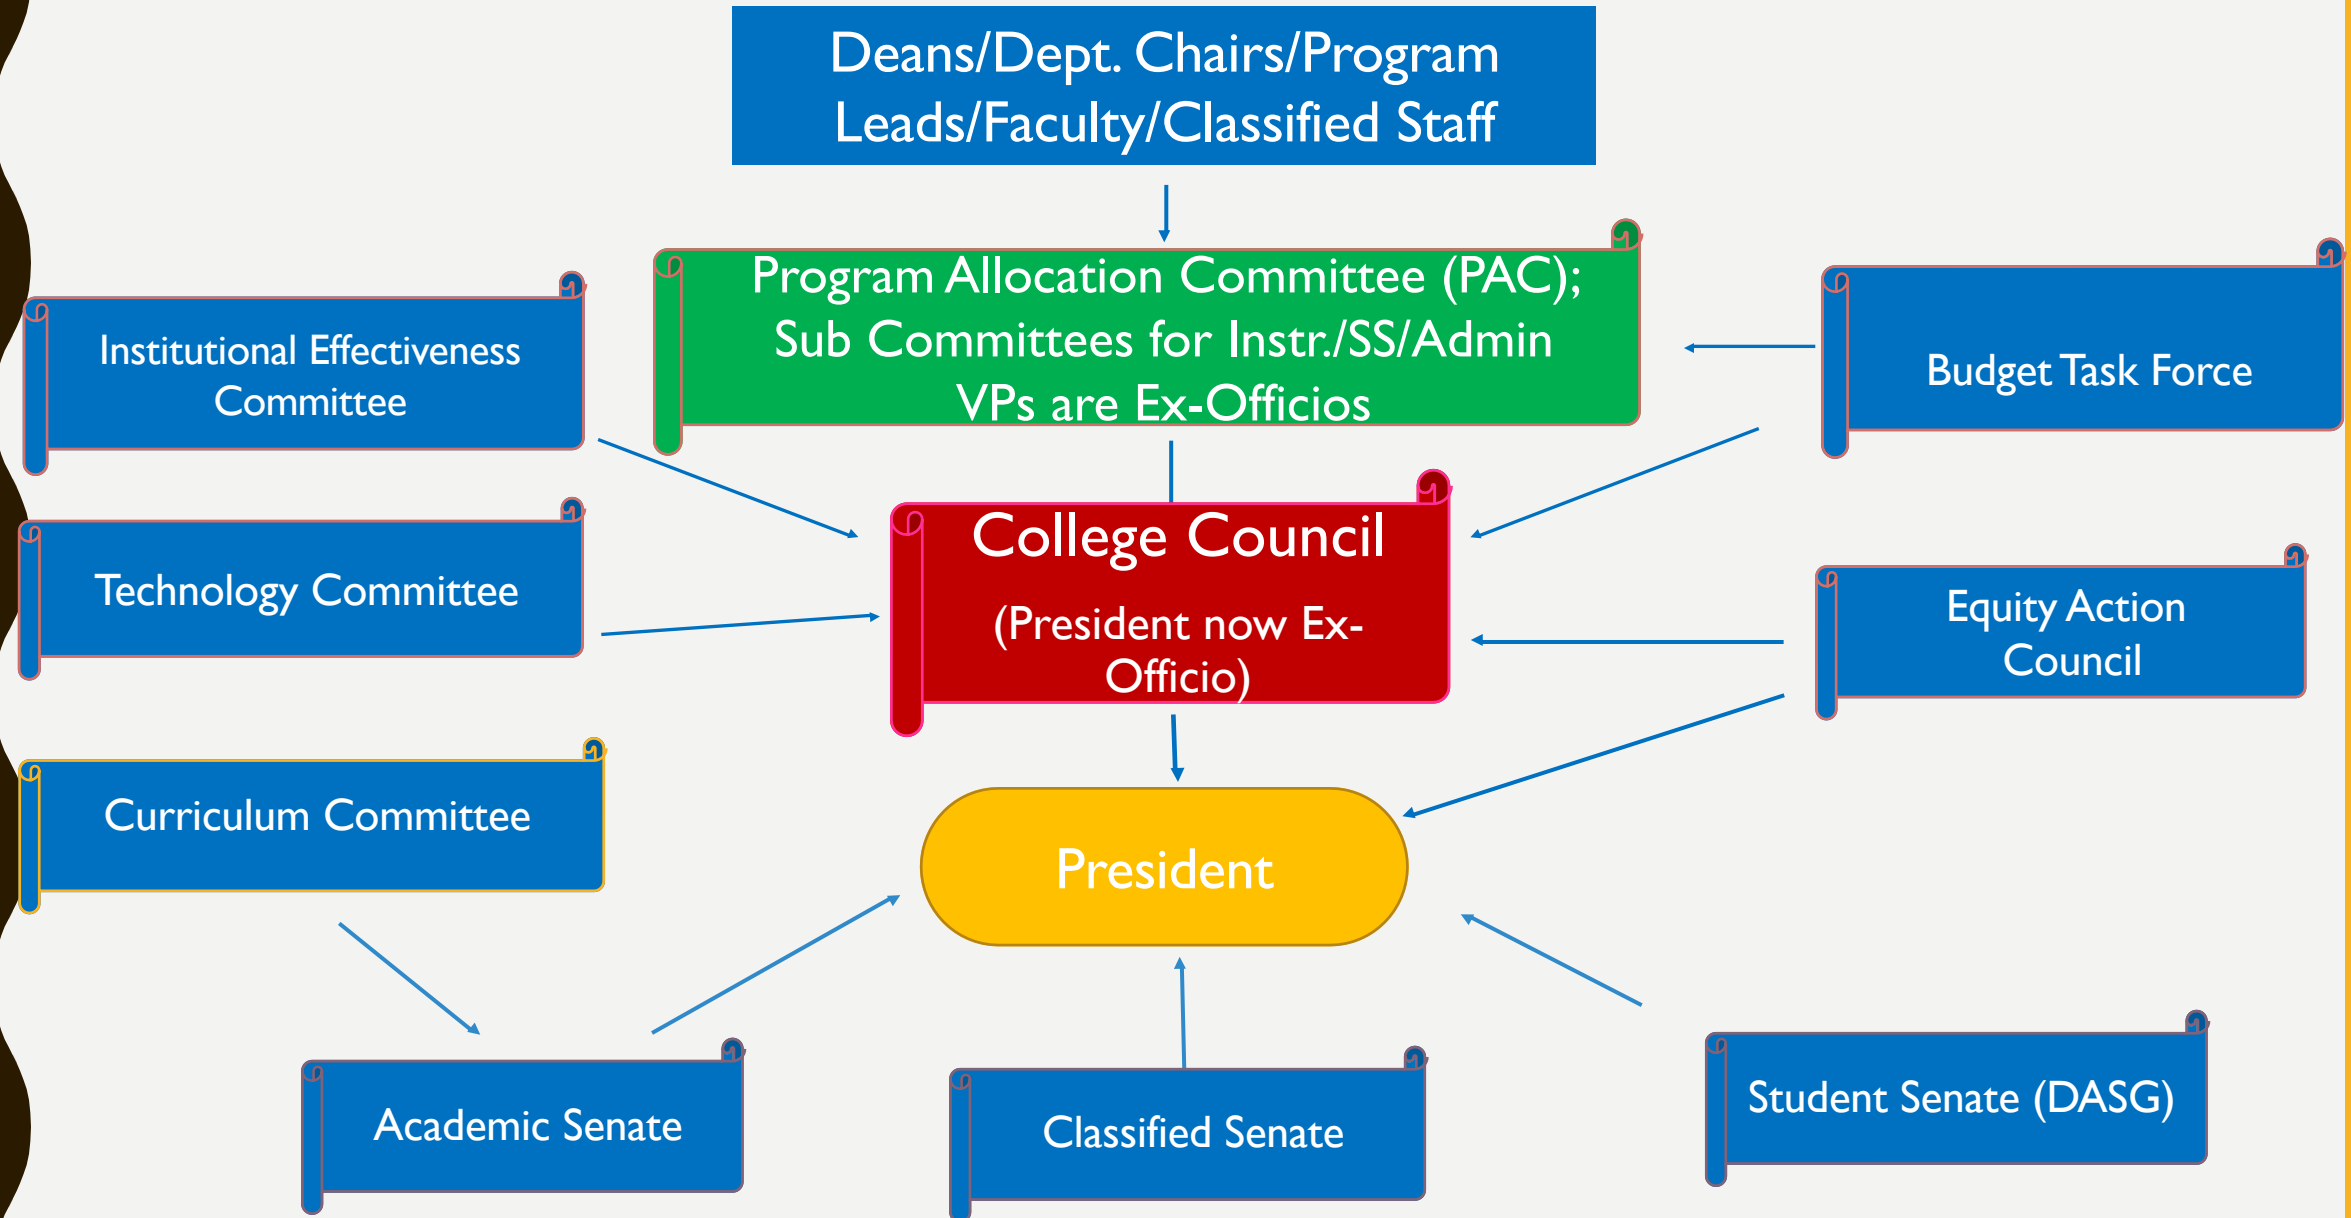 Deans/Dept. Chairs/Program
Leads/Faculty/Classified Staff
Program Allocation Committee (PAC);
Sub Committees for Instr./SS/Admin
VPs are Ex-Officios
Institutional Effectiveness
Committee
Budget Task Force
College Council
(President now Ex-
Officio)
Technology Committee
Equity Action
Council
Curriculum Committee
President
Academic Senate
Classified Senate
Student Senate (DASG)